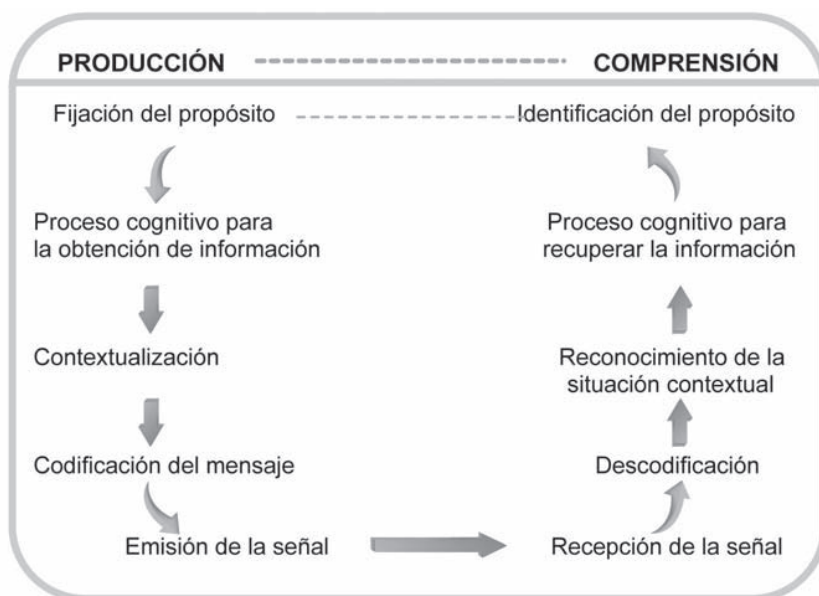 PRODUCCIÓN
COMPRENSIÓN
Fijación del propósito
Identificación del propósito
Proceso cognitivo para
la obtención de información
Proceso cognitivo para
recuperar la información
Contextualización
Reconocimiento de la
situación contextual
Codificación del mensaje
Descodificación
Emisión de la señal
Recepción de la señal